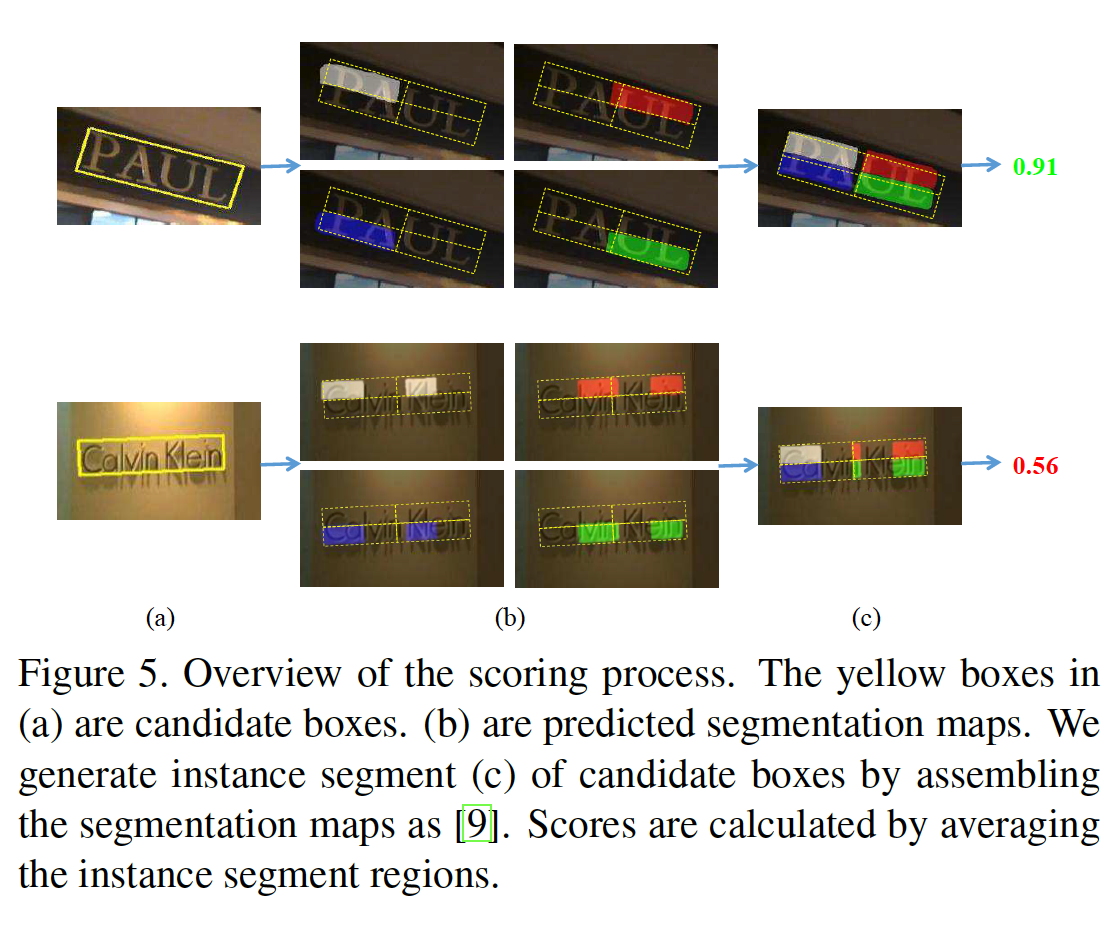 PAUL
PAUL
PAUL
PAUL
0.91
PAUL
PAUL
Calvin Klein
Calvin Klein
Calvin Klein
Calvin Klein
0.56
Calvin Klein
Calvin Klein
(a)
(b)
(c)
Figure 5. Overview of the scoring process. The yellow boxes in
(a) are candidate boxes. (b) are predicted segmentation maps. We
generate instance segment (c) of candidate boxes by assembling
the segmentation maps as [9]. Scores are calculated by averaging
the instance segment regions.